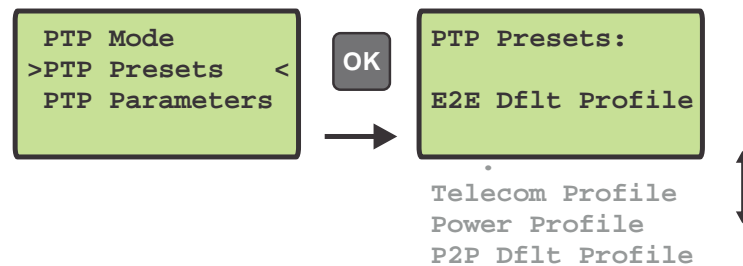 PTP Mode
>PTP Presets <
PTP Parameters
OK
PTP Presets:
E2E Dflt Profile
.
Telecom Profile
Power Profile
P2P Dflt Profile